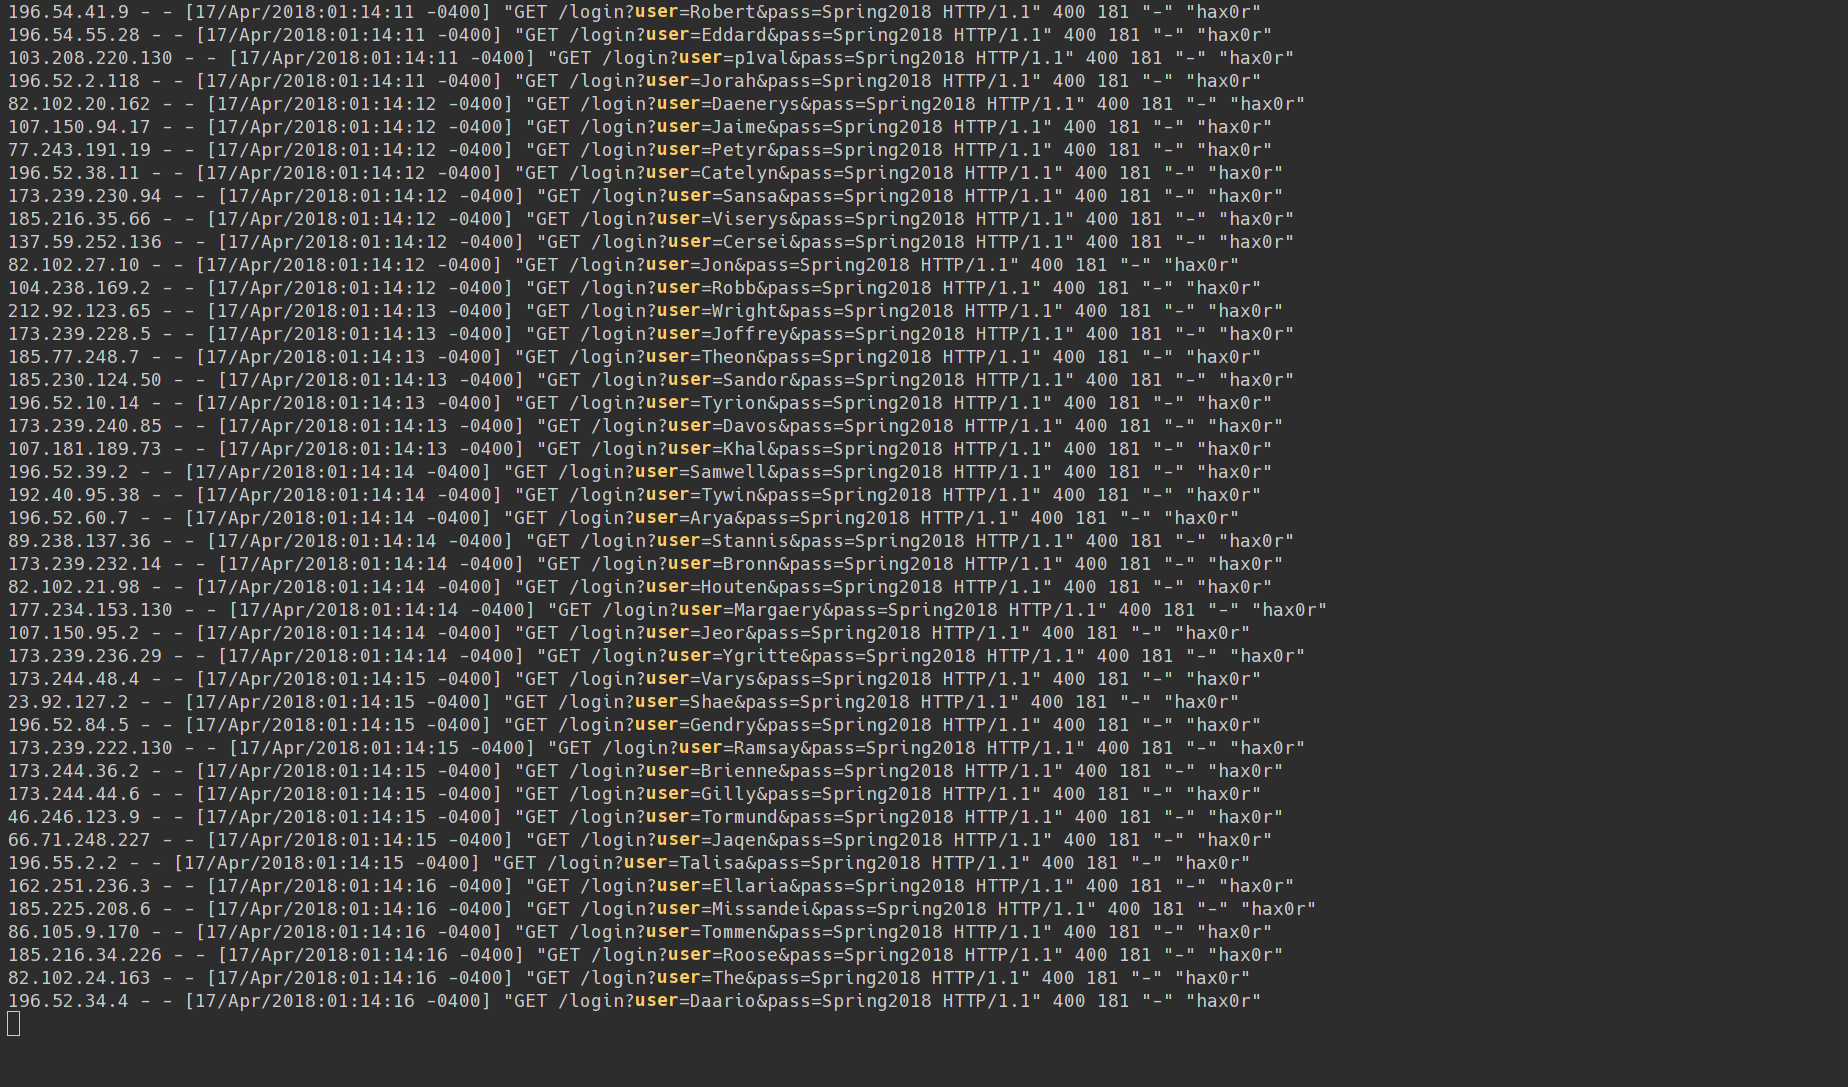 196.54.41.9 - - [17/Apr/2018:01:14:11 -0400] "GET /login?user=Robert&pass=Spring2018 HTTP/1.1" 400 181 "-" "hax0r"
196.54.55.28 - - [17/Apr/2018:01:14:11 -0400] "GET /login?user=Eddard&pass=Spring2018 HTTP/1.1" 400 181 "-" "hax0r"
103.208.220.130 - - [17/Apr/2018:01:14:11 -0400] "GET /login?user=p1val&pass=Spring2018 HTTP/1.1" 400 181 "-" "hax0r"
196.52.2.118 - - [17/Apr/2018:01:14:11 -0400] "GET /login?user=Jorah&pass=Spring2018 HTTP/1.1" 400 181 "-" "hax0r"
82.102.20.162 - - [17/Apr/2018:01:14:12 -0400] "GET /login?user=Daenerys&pass=Spring2018 HTTP/1.1" 400 181 "-" "hax0r"
107.150.94.17 - - [17/Apr/2018:01:14:12 -0400] "GET /login?user=Jaime&pass=Spring2018 HTTP/1.1" 400 181 "-" "hax0r"
77.243.191.19 - - [17/Apr/2018:01:14:12 -0400] "GET /login?user=Petyr&pass=Spring2018 HTTP/1.1" 400 181 "-" "hax0r"
196.52.38.11 - - [17/Apr/2018:01:14:12 -0400] "GET /login?user=Catelyn&pass=Spring2018 HTTP/1.1" 400 181 "-" "hax0r"
173.239.230.94 - - [17/Apr/2018:01:14:12 -0400] "GET /login?user=Sansa&pass=Spring2018 HTTP/1.1" 400 181 "-" "hax0r"
185.216.35.66 - - [17/Apr/2018:01:14:12 -0400] "GET /login?user=Viserys&pass=Spring2018 HTTP/1.1" 400 181 "-" "hax0r"
137.59.252.136 - - [17/Apr/2018:01:14:12 -0400] "GET /login?user=Cersei&pass=Spring2018 HTTP/1.1" 400 181 "-" "hax0r"
82.102.27.10 - - [17/Apr/2018:01:14:12 -0400] "GET /login?user=Jon&pass=Spring2018 HTTP/1.1" 400 181 "-" "hax0r"
104.238.169.2 - - [17/Apr/2018:01:14:12 -0400] "GET /login?user=Robb&pass=Spring2018 HTTP/1.1" 400 181 "-" "hax0r"
212.92.123.65 - - [17/Apr/2018:01:14:13 -0400] "GET /login?user=Wright&pass=Spring2018 HTTP/1.1" 400 181 "-" "hax0r"
173.239.228.5 - - [17/Apr/2018:01:14:13 -0400] "GET /login?user=Joffrey&pass=Spring2018 HTTP/1.1" 400 181 "-" "hax0r"
185.77.248.7 - - [17/Apr/2018:01:14:13 -0400] "GET /login?user=Theon&pass=Spring2018 HTTP/1.1" 400 181 "-" "hax0r"
185.230.124.50 - - [17/Apr/2018:01:14:13 -0400] "GET /login?user=Sandor&pass=Spring2018 HTTP/1.1" 400 181 "-" "hax0r"
196.52.10.14 - - [17/Apr/2018:01:14:13 -0400] "GET /login?user=Tyrion&pass=Spring2018 HTTP/1.1" 400 181 "-" "hax0r"
173.239.240.85 - - [17/Apr/2018:01:14:13 -0400] "GET /login?user=Davos&pass=Spring2018 HTTP/1.1" 400 181 "-" "hax0r"
107.181.189.73 - - [17/Apr/2018:01:14:13 -0400] "GET /login?user=Khal&pass=Spring2018 HTTP/1.1" 400 181 "-" "hax0r"
196.52.39.2 - - [17/Apr/2018:01:14:14 -0400] "GET /login?user=Samwell&pass=Spring2018 HTTP/1.1" 400 181 "-" "hax0r"
192.40.95.38 - - [17/Apr/2018:01:14:14 -0400] "GET /login?user=Tywin&pass=Spring2018 HTTP/1.1" 400 181 "-" "hax0r"
196.52.60.7 - - [17/Apr/2018:01:14:14 -0400] "GET /login?user=Arya&pass=Spring2018 HTTP/1.1" 400 181 "-" "hax0r"
89.238.137.36 - - [17/Apr/2018:01:14:14 -0400] "GET /login?user=Stannis&pass=Spring2018 HTTP/1.1" 400 181 "-" "hax0r"
173.239.232.14 - - [17/Apr/2018:01:14:14 -0400] "GET /login?user=Bronn&pass=Spring2018 HTTP/1.1" 400 181 "-" "hax0r"
82.102.21.98 - - [17/Apr/2018:01:14:14 -0400] "GET /login?user=Houten&pass=Spring2018 HTTP/1.1" 400 181 "-" "hax0r"
177.234.153.130 - - [17/Apr/2018:01:14:14 -0400] "GET /login?user=Margaery&pass=Spring2018 HTTP/1.1" 400 181 "-" "hax0r"
107.150.95.2 - - [17/Apr/2018:01:14:14 -0400] "GET /login?user=Jeor&pass=Spring2018 HTTP/1.1" 400 181 "-" "hax0r"
173.239.236.29 - - [17/Apr/2018:01:14:14 -0400] "GET /login?user=Ygritte&pass=Spring2018 HTTP/1.1" 400 181 "-" "hax0r"
173.244.48.4 - - [17/Apr/2018:01:14:15 -0400] "GET /login?user=Varys&pass=Spring2018 HTTP/1.1" 400 181 "-" "hax0r"
23.92.127.2 - - [17/Apr/2018:01:14:15 -0400] "GET /login?user=Shae&pass=Spring2018 HTTP/1.1" 400 181 "-" "hax0r"
196.52.84.5 - - [17/Apr/2018:01:14:15 -0400] "GET /login?user=Gendry&pass=Spring2018 HTTP/1.1" 400 181 "-" "hax0r"
173.239.222.130 - - [17/Apr/2018:01:14:15 -0400] "GET /login?user=Ramsay&pass=Spring2018 HTTP/1.1" 400 181 "-" "hax0r"
173.244.36.2 - - [17/Apr/2018:01:14:15 -0400] "GET /login?user=Brienne&pass=Spring2018 HTTP/1.1" 400 181 "-" "hax0r"
173.244.44.6 - - [17/Apr/2018:01:14:15 -0400] "GET /login?user=Gilly&pass=Spring2018 HTTP/1.1" 400 181 "-" "hax0r"
46.246.123.9 - - [17/Apr/2018:01:14:15 -0400] "GET /login?user=Tormund&pass=Spring2018 HTTP/1.1" 400 181 "-" "hax0r"
66.71.248.227 - - [17/Apr/2018:01:14:15 -0400] "GET /login?user=Jaqen&pass=Spring2018 HTTP/1.1" 400 181 "-" "hax0r"
196.55.2.2 - - [17/Apr/2018:01:14:15 -0400] "GET /login?user=Talisa&pass=Spring2018 HTTP/1.1" 400 181 "-" "hax0r"
162.251.236.3 - - [17/Apr/2018:01:14:16 -0400] "GET /login?user=Ellaria&pass=Spring2018 HTTP/1.1" 400 181 "-" "hax0r"
185.225.208.6 - - [17/Apr/2018:01:14:16 -0400] "GET /login?user=Missandei&pass=Spring2018 HTTP/1.1" 400 181 "-" "hax0r"
86.105.9.170 - - [17/Apr/2018:01:14:16 -0400] "GET /login?user=Tommen&pass=Spring2018 HTTP/1.1" 400 181 "-" "hax0r"
185.216.34.226 - - [17/Apr/2018:01:14:16 -0400] "GET /login?user=Roose&pass=Spring2018 HTTP/1.1" 400 181 "-" "hax0r"
82.102.24.163 - - [17/Apr/2018:01:14:16 -0400] "GET /login?user=The&pass=Spring2018 HTTP/1.1" 400 181 "-" "hax0r"
196.52.34.4 - - [17/Apr/2018:01:14:16 -0400] "GET /login?user=Daario&pass=Spring2018 HTTP/1.1" 400 181 "-" "hax0r"